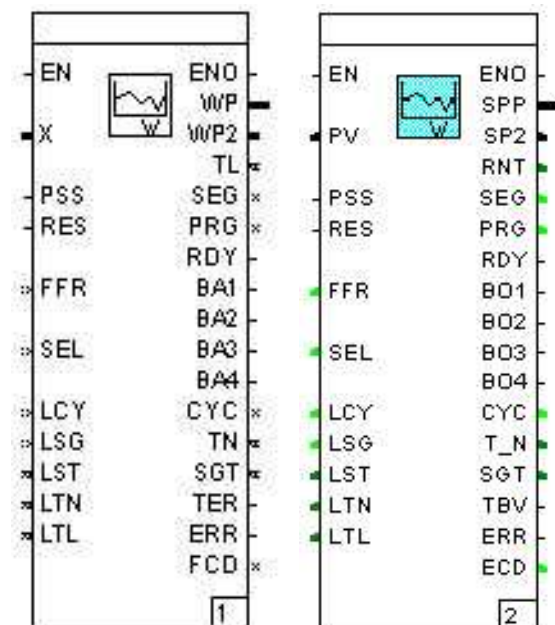 EN ENO EN ENO
WP SPP
X WP2 PV SP2
TL RNT
PSS SEG PSS SEG
RES PRG RES PRG
RDY RDY
FFR BA1 FFR BO1
BA2 BO2
SEL BA3 SEL BO3
BA4 BO4
LCY CYC LCY CYC
LSG TN LSG T_N
LST SGT LST SGT
LTN TER LTN TBV
LTL ERR LTL ERR
FCD ECD
1 2
W W